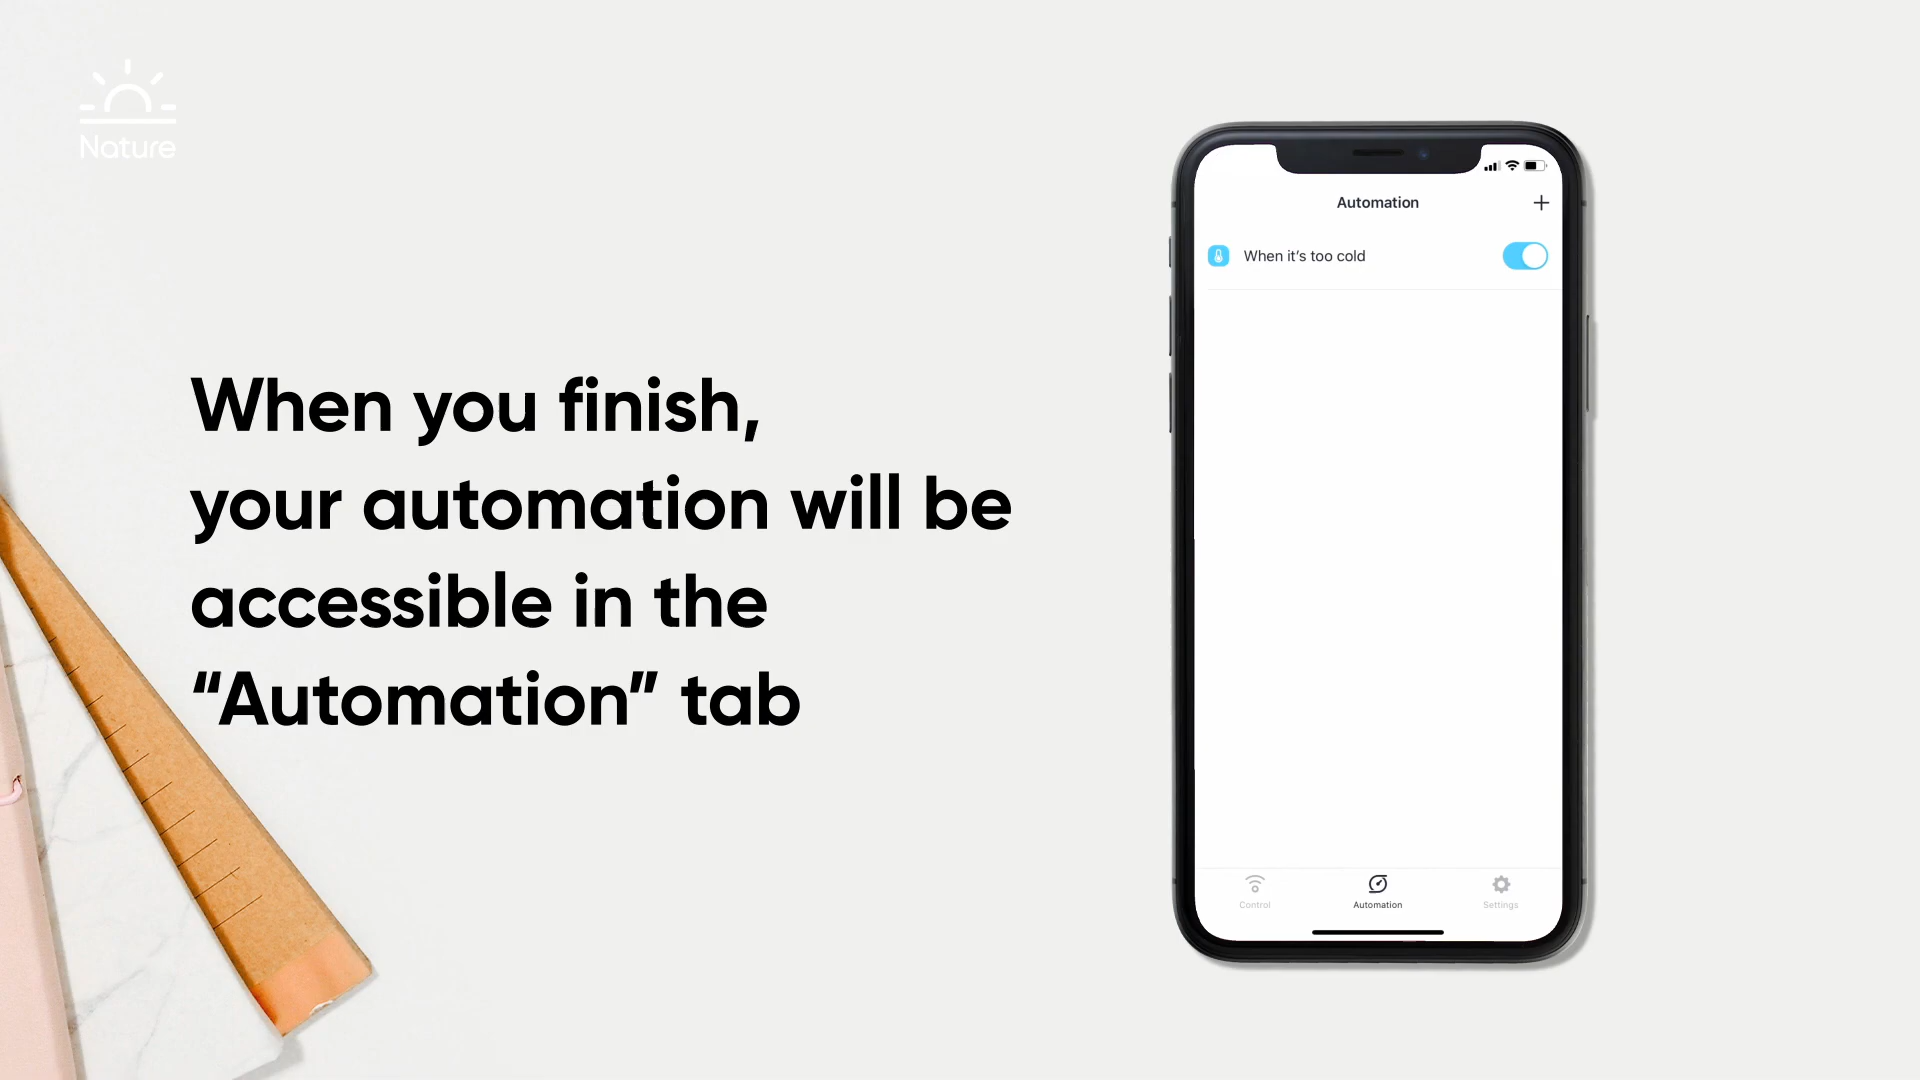 Nature
When you finish,
your automation will be
accessible in the
“Automation” tab
Automation
When it’s too cold
Control
Automation
Settings